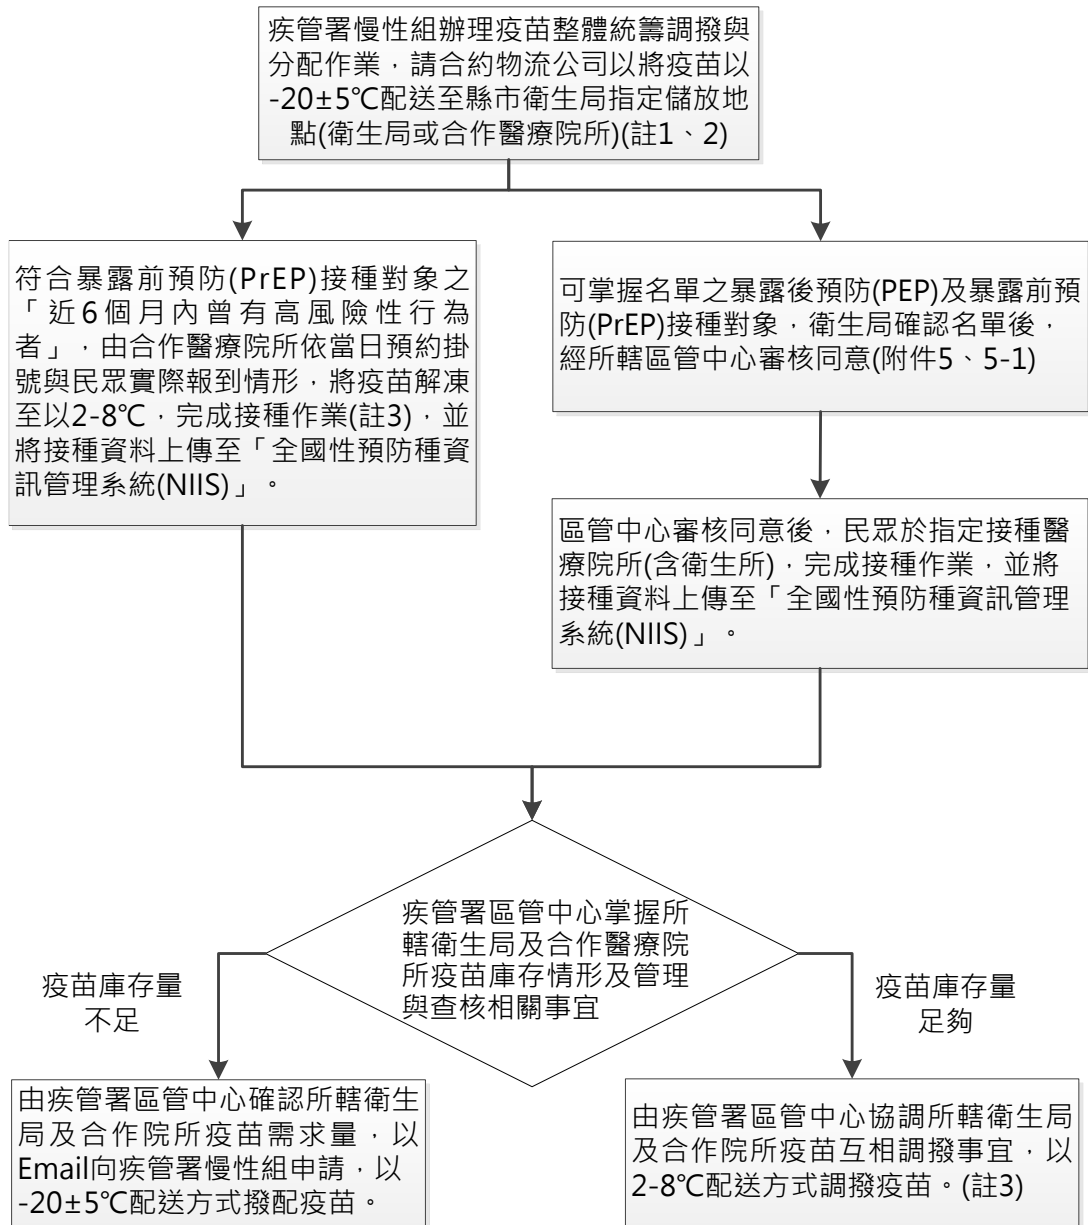 疾管署慢性組辦理疫苗整體統籌調撥與
分配作業，請合約物流公司以將疫苗以
-20±5℃配送至縣市衛生局指定儲放地
點(衛生局或合作醫療院所)(註1、2)
符合暴露前預防(PrEP)接種對象之
「近6個月內曾有高風險性行為
者」，由合作醫療院所依當日預約掛
號與民眾實際報到情形，將疫苗解凍
至以2-8℃，完成接種作業(註3)，並
將接種資料上傳至「全國性預防種資
訊管理系統(NIIS)」。
可掌握名單之暴露後預防(PEP)及暴露前預
防(PrEP)接種對象，衛生局確認名單後，
經所轄區管中心審核同意(附件5、5-1)
區管中心審核同意後，民眾於指定接種醫
療院所(含衛生所)，完成接種作業，並將
接種資料上傳至「全國性預防種資訊管理
系統(NIIS)」。
疾管署區管中心掌握所
轄衛生局及合作醫療院
所疫苗庫存情形及管理
與查核相關事宜
疫苗庫存量
不足
疫苗庫存量
足夠
由疾管署區管中心確認所轄衛生
局及合作院所疫苗需求量，以
Email向疾管署慢性組申請，以
-20±5℃配送方式撥配疫苗。
由疾管署區管中心協調所轄衛生局
及合作院所疫苗互相調撥事宜，以
2-8℃配送方式調撥疫苗。(註3)